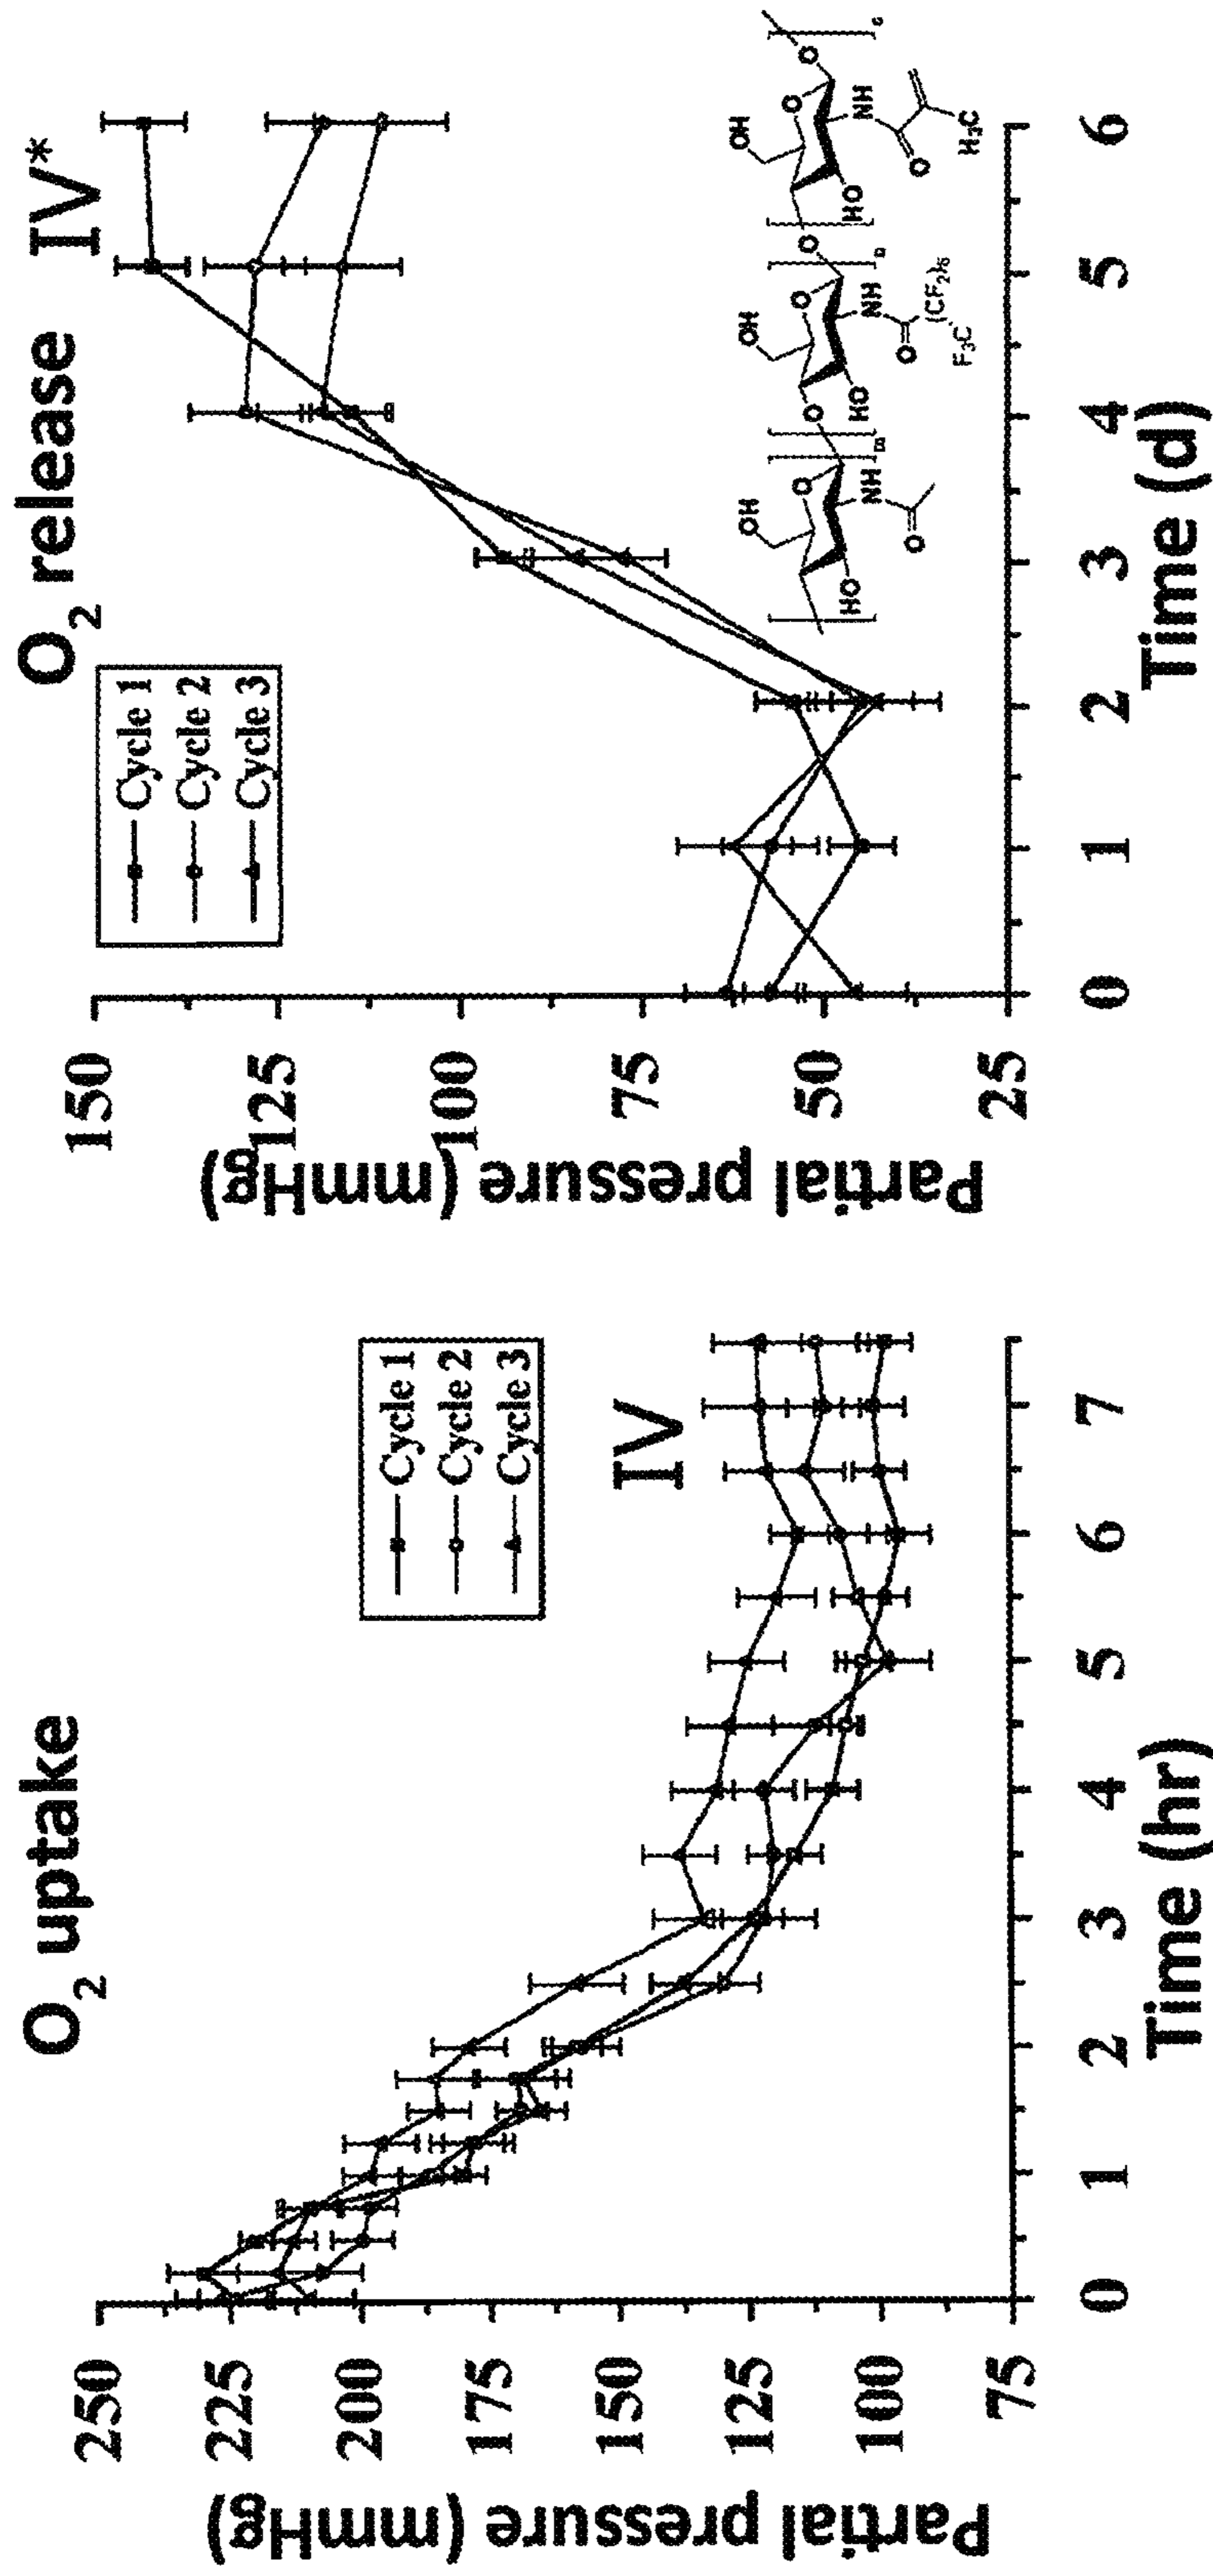 O2 uptake
250
225
200
175
150
125
100
75
Partial pressure (mmHg)
Cycle 1
Cycle 2
Cycle 3
IV
0
1
2
3
4
5
6
7
Time (hr)
O2 release
IV*
150
125
100
75
50
25
Partial pressure (mmHg)
Cycle 1
Cycle 2
Cycle 3
OH
O
O
HO
NH
O
m
OH
O
O
HO
NH
O
(CF2)6
F3C
n
OH
O
O
HO
NH
O
H3C
0
1
2
3
4
5
6
Time (d)